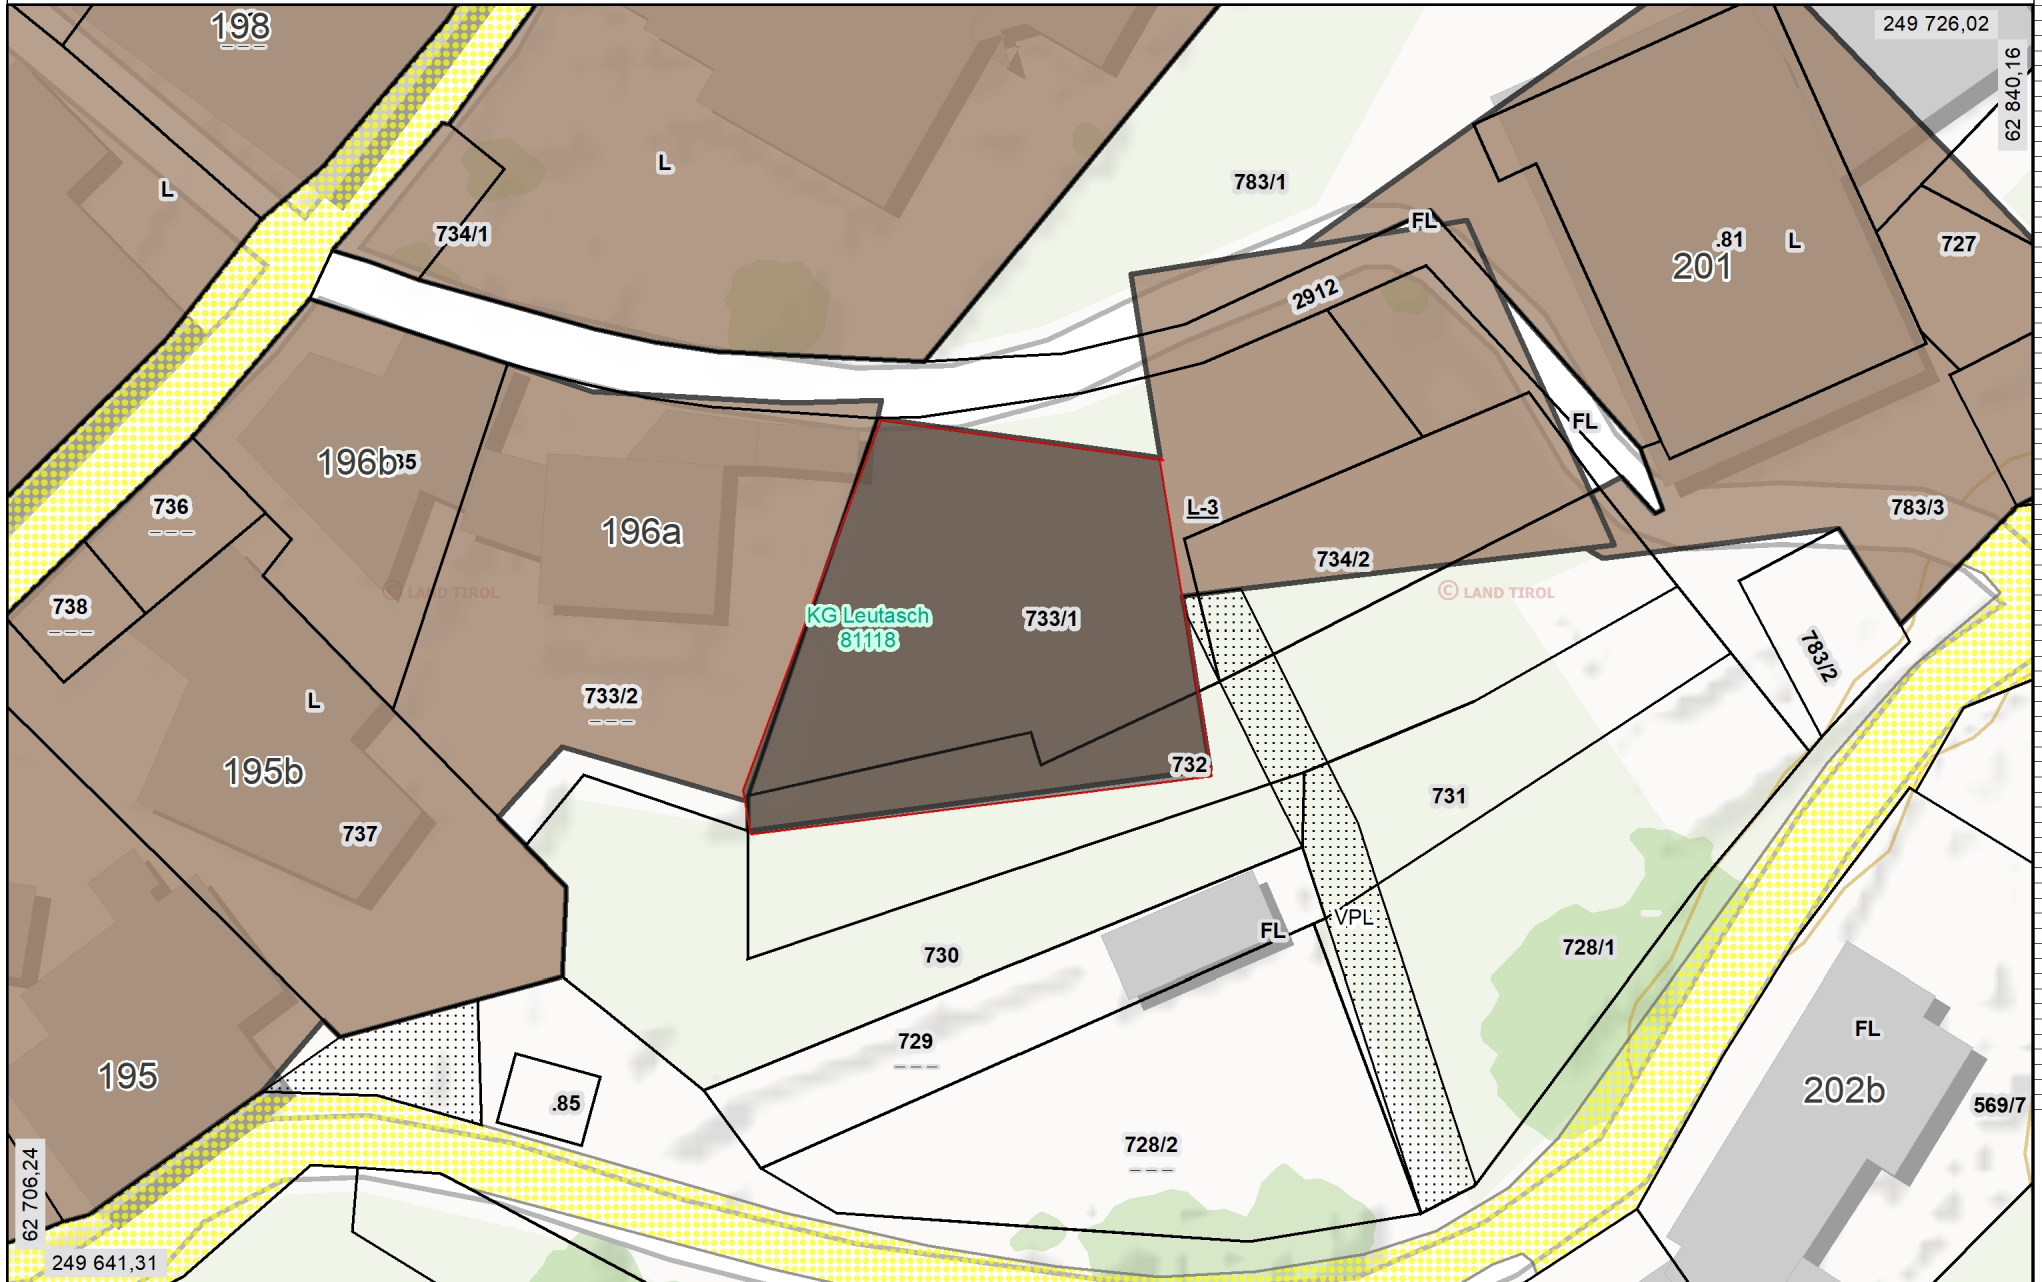 198
249 726,02
62 840,16
L
L
783/1
734/1
FL
.81
L
201
727
2912
FL
196b
35
736
196a
L-3
783/3
734/2
© LAND TIROL
© LAND TIROL
738
KG Leutasch
81118
733/1
783/2
L
733/2
195b
732
731
737
VPL
FL
728/1
730
729
FL
195
202b
.85
569/7
728/2
62 706,24
249 641,31